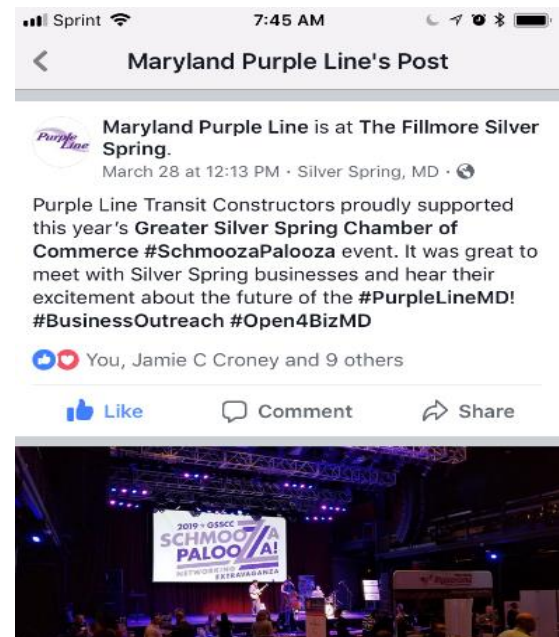 Sprint 7:45 AM
Maryland Purple Line's Post
Purple
Line
Maryland Purple Line is at The Fillmore Silver
Spring.
March 28 at 12:13 PM · Silver Spring, MD ·
Purple Line Transit Constructors proudly supported
this year's Greater Silver Spring Chamber of
Commerce #SchmoozaPalooza event. It was great to
meet with Silver Spring businesses and hear their
excitement about the future of the #PurpleLineMD!
#BusinessOutreach #Open4BizMD
You, Jamie C Croney and 9 others
Like Comment Share
2019 GSSCC
SCHMOOZA
PALOOZA!
NETWORKING
EXTRAVAGANZA